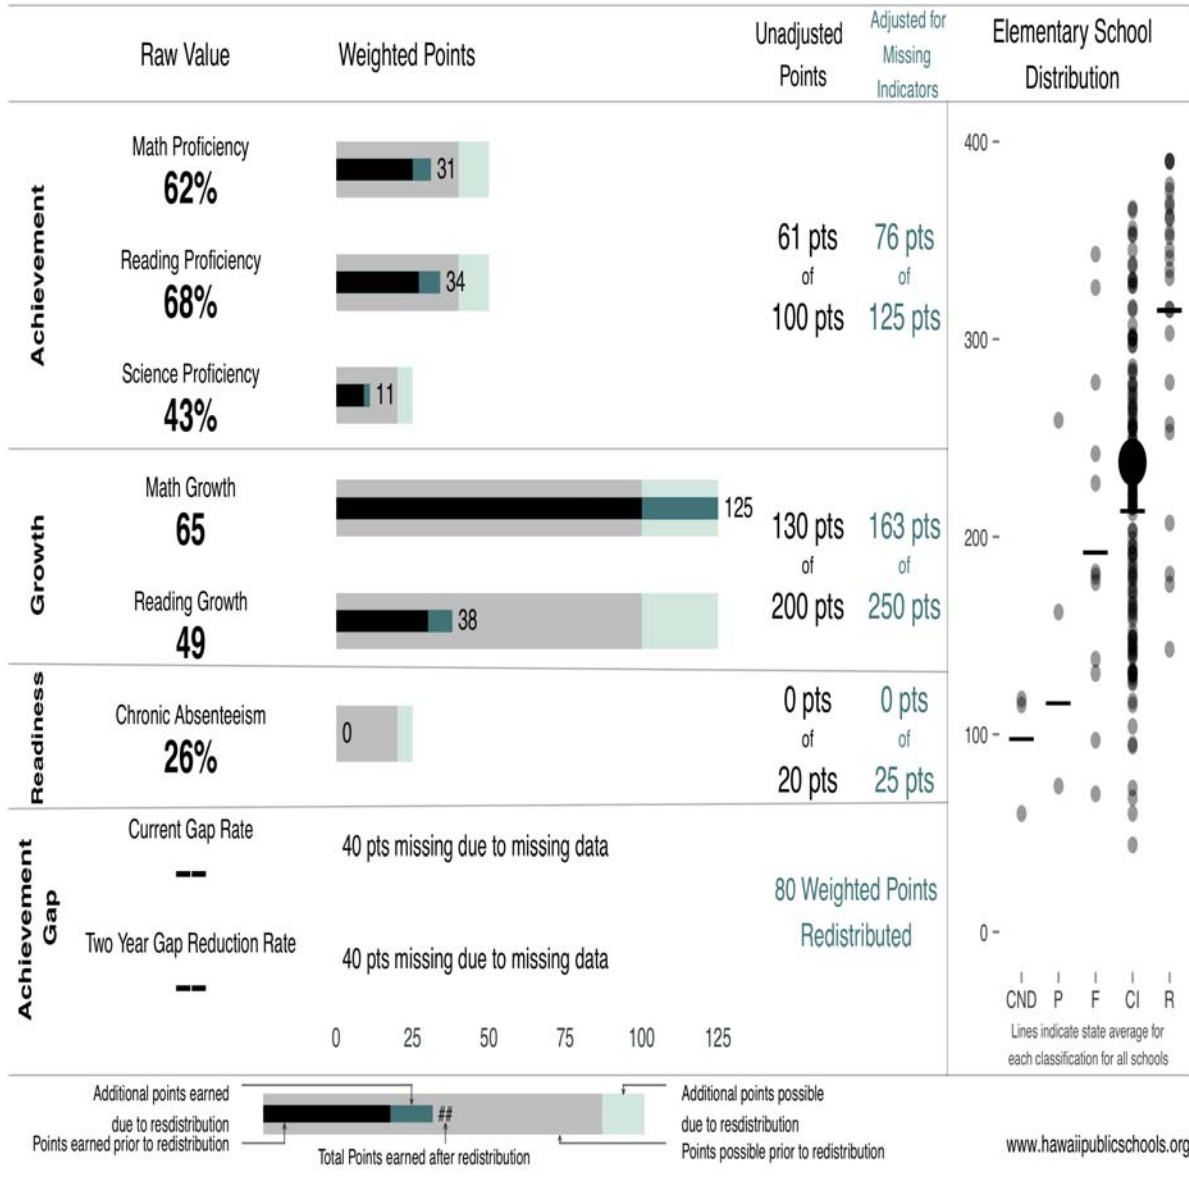 Raw Value
Weighted Points
Unadjusted
Points
Adjusted for
Missing
Indicators
Elementary School
Distribution
Achievement
Math Proficiency
62%
31
Reading Proficiency
68%
34
Science Proficiency
43%
11
61 pts
of
100 pts
76 pts
of
125 pts
Growth
Math Growth
65
125
Reading Growth
49
38
130 pts
of
200 pts
163 pts
of
250 pts
Readiness
Chronic Absenteeism
26%
0
0 pts
of
20 pts
0 pts
of
25 pts
Achievement
Gap
Current Gap Rate
--
40 pts missing due to missing data
Two Year Gap Reduction Rate
--
40 pts missing due to missing data
80 Weighted Points
Redistributed
0 25 50 75 100 125
400
300
200
100
0
CND P F CI R
Lines indicate state average for
each classification for all schools
Additional points earned
due to resdistribution
Points earned prior to redistribution
##
Total Points earned after redistribution
Additional points possible
due to resdistribution
Points possible prior to redistribution
www.hawaiipublicschools.org